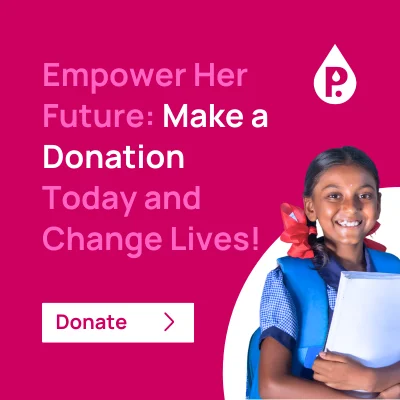 Empower Her
Future: Make a
Donation
Today and
Change Lives!
P.
Donate